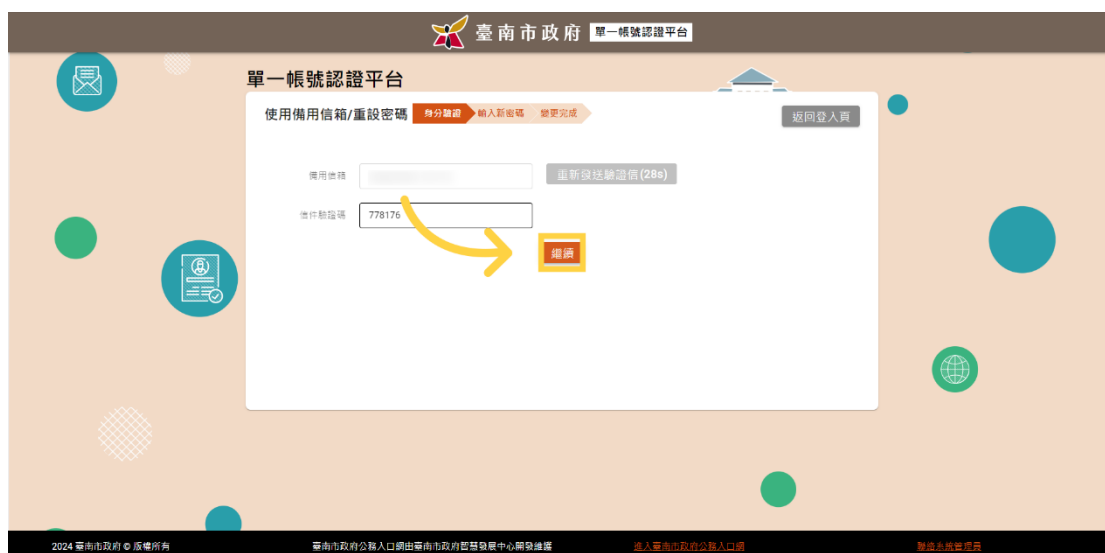 臺南市政府 單一帳號認證平台
單一帳號認證平台
使用備用信箱/重設密碼 身分驗證 輸入新密碼 變更完成 返回登入頁
備用信箱 重新發送驗證信(28s)
信件驗證碼 778176
繼續
2024 臺南市政府 © 版權所有 臺南市政府公務入口網由臺南市政府智慧發展中心開發維護 進入臺南市政府公務入口網 聯絡系統管理員